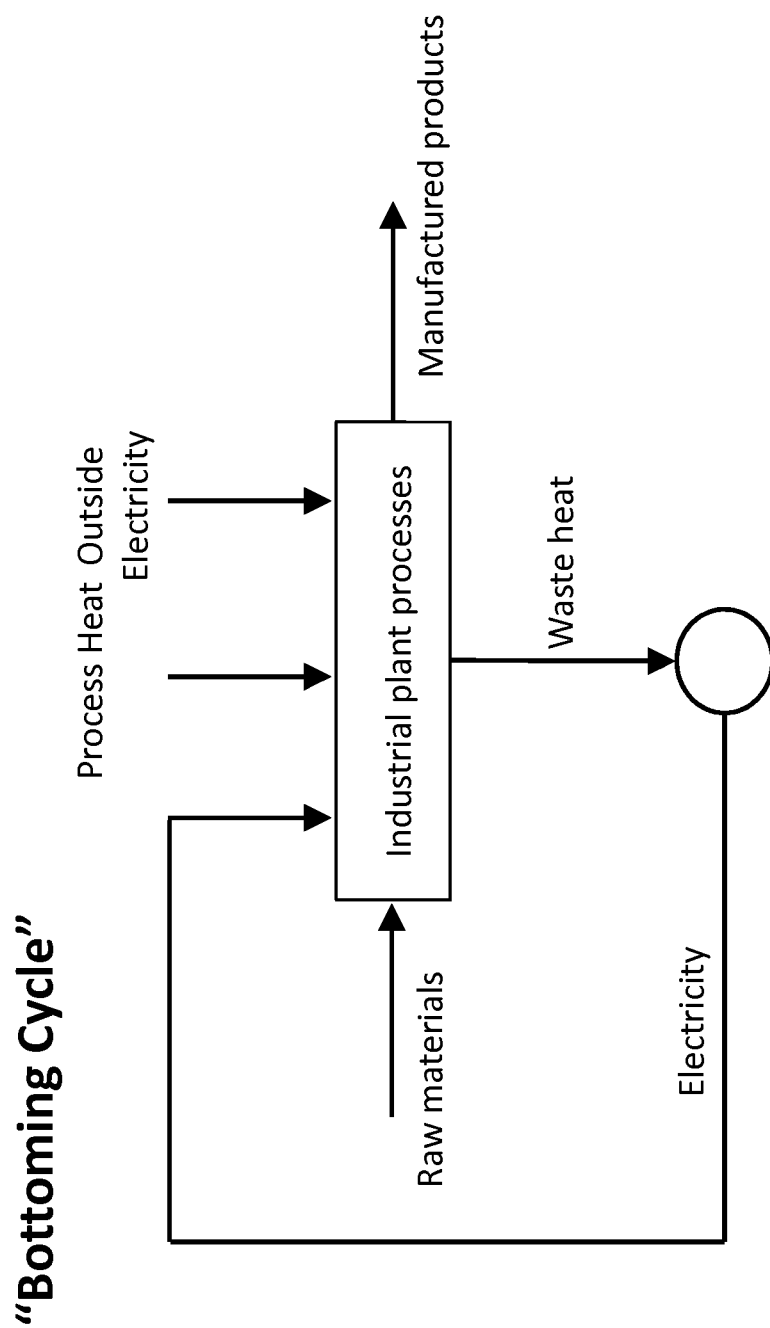 “Bottoming Cycle”
Process Heat Outside
Electricity
Raw materials
Industrial plant processes
Manufactured products
Waste heat
Electricity